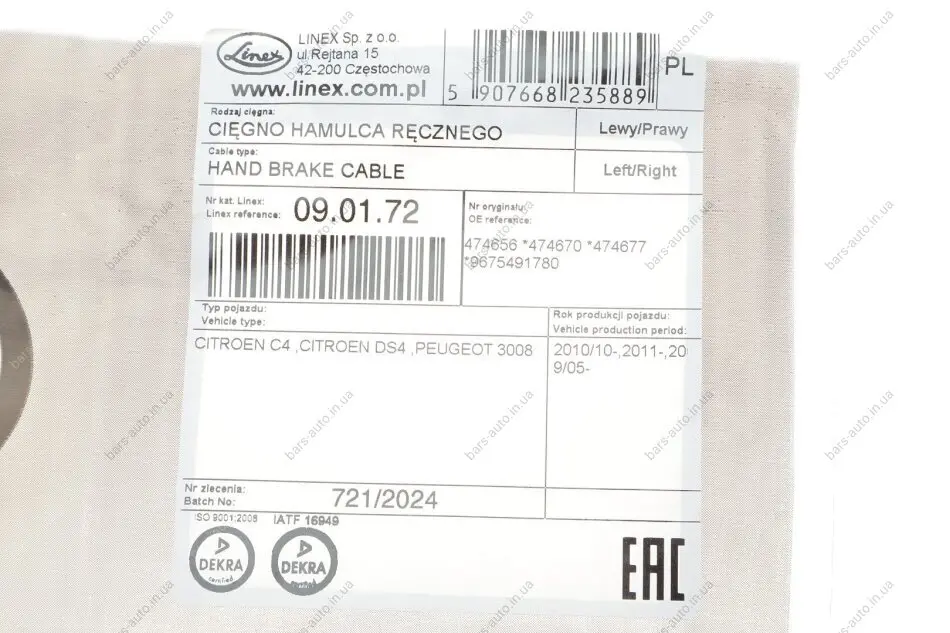 Linex
LINEX Sp. z o.o.
ul.Rejtana 15
42-200 Częstochowa
www.linex.com.pl
5 907668 235889
PL
Rodzaj cięgna:
CIĘGNO HAMULCA RĘCZNEGO
Lewy/Prawy
Cable type:
HAND BRAKE CABLE
Left/Right
Nr kat. Linex:
Linex reference:
09.01.72
Nr oryginału:
OE reference:
474656 *474670 *474677
*9675491780
Typ pojazdu:
Vehicle type:
Rok produkcji pojazdu:
Vehicle production period:
CITROEN C4 ,CITROEN DS4 ,PEUGEOT 3008
2010/10-,2011-,20
9/05-
Nr zlecenia:
Batch No:
721/2024
ISO 9001:2008
IATF 16949
DEKRA
certified
DEKRA
certified
EAC
bars-auto.in.ua